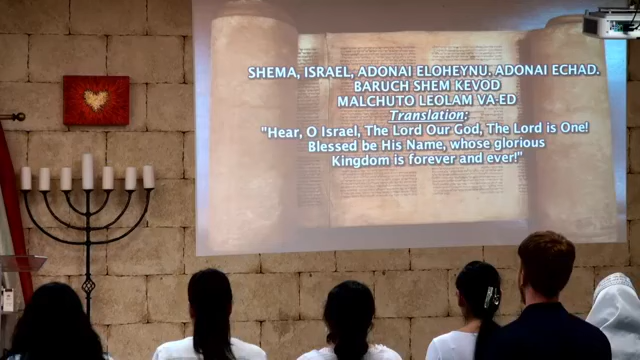 SHEMA, ISRAEL, ADONAI ELOHEYNU. ADONAI ECHAD.
BARUCH SHEM KEVOD
MALCHUTO LEOLAM VA-ED
Translation:
"Hear, O Israel, The Lord Our God, The Lord is One!
Blessed be His Name, whose glorious
Kingdom is forever and ever!"